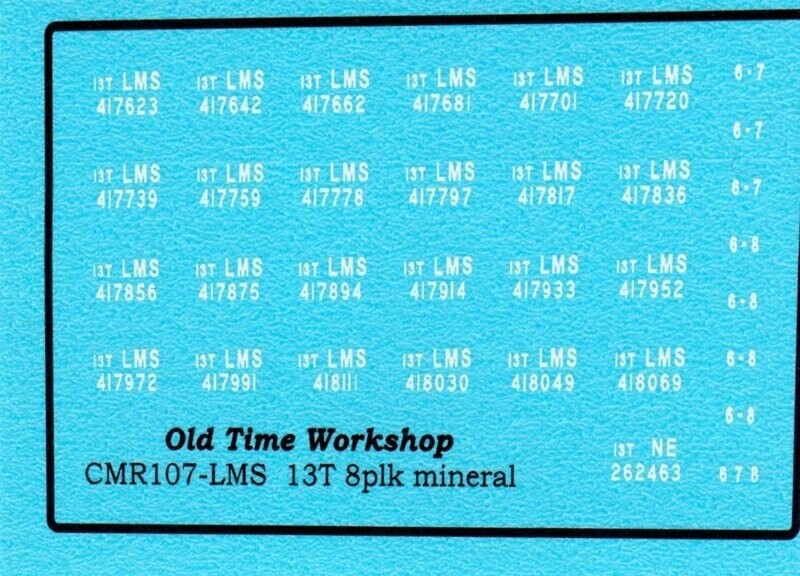 13T LMS 13T LMS 13T LMS 13T LMS 13T LMS 13T LMS 6-7
417623 417642 417662 417681 417701 417720
6-7
13T LMS 13T LMS 13T LMS 13T LMS 13T LMS 13T LMS 6-7
417739 417759 417778 417797 417817 417836
6-8
13T LMS 13T LMS 13T LMS 13T LMS 13T LMS 13T LMS
417856 417875 417894 417914 417933 417952 6-8
13T LMS 13T LMS 13T LMS 13T LMS 13T LMS 13T LMS 6-8
417972 417991 418111 418030 418049 418069
6-8
Old Time Workshop 13T NE
CMR107-LMS 13T 8plk mineral 262463 6 7 8